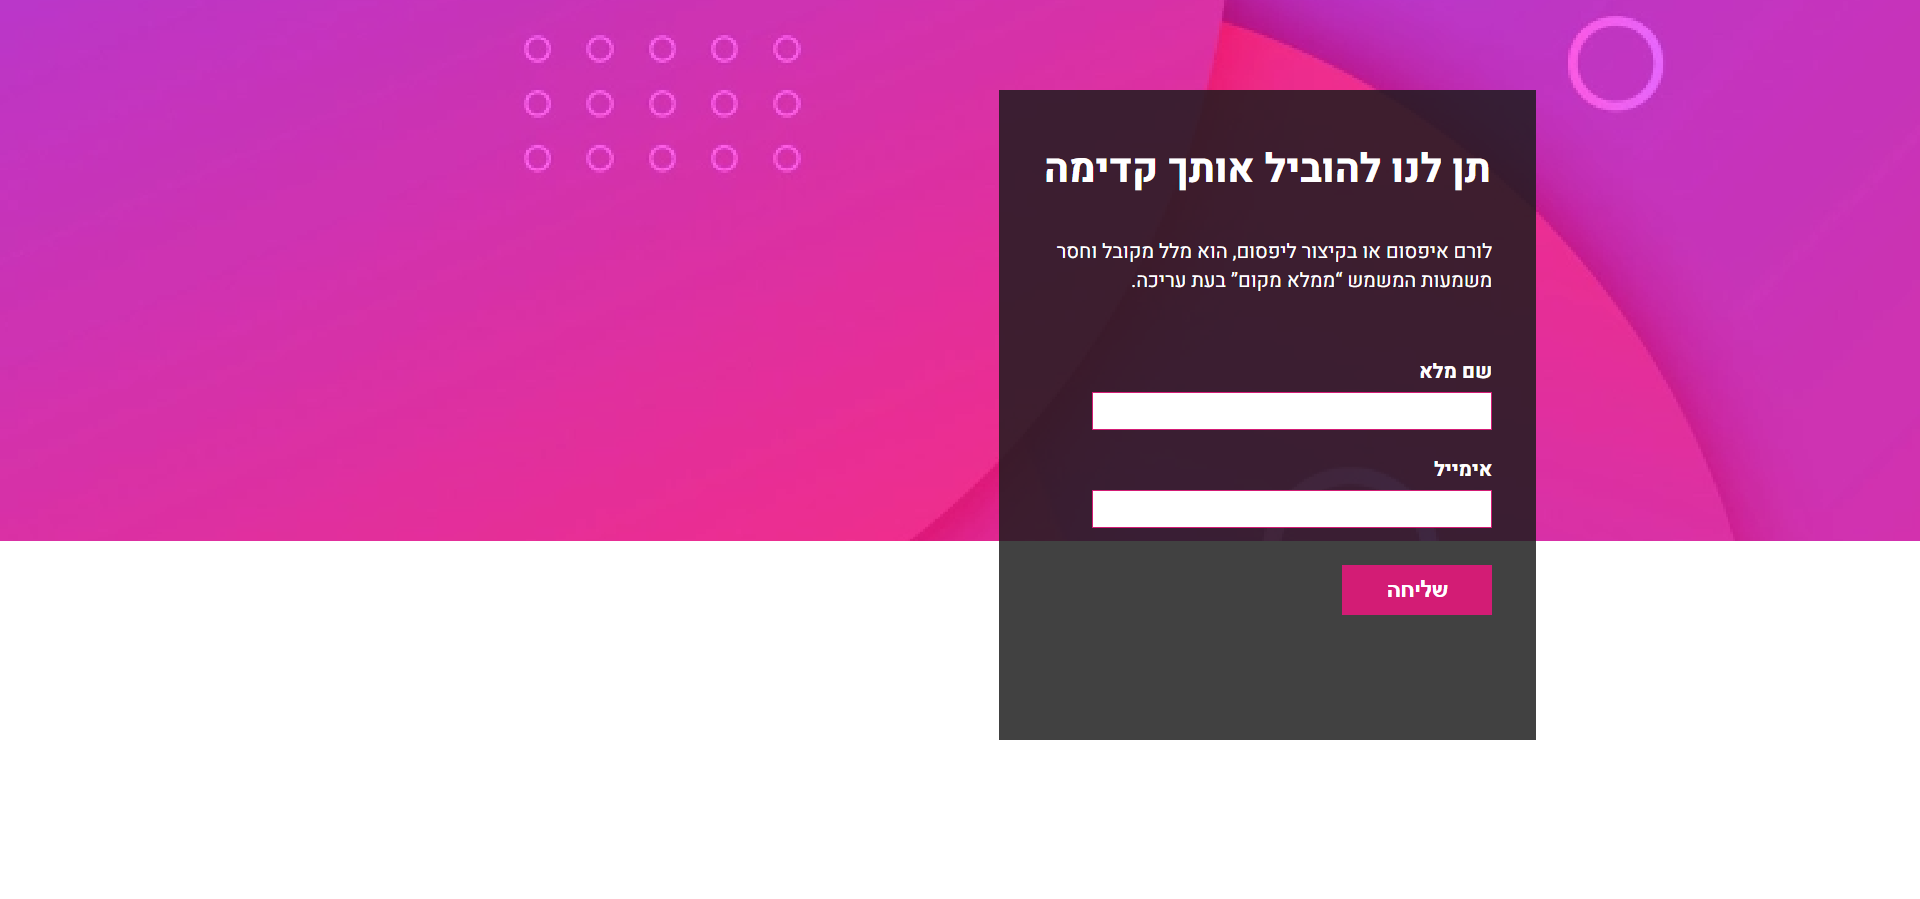 תן לנו להוביל אותך קדימה
לורם איפסום או בקיצור ליפסום, הוא מלל מקובל וחסר
משמעות המשמש “ממלא מקום” בעת עריכה.
שם מלא
אימייל
שליחה